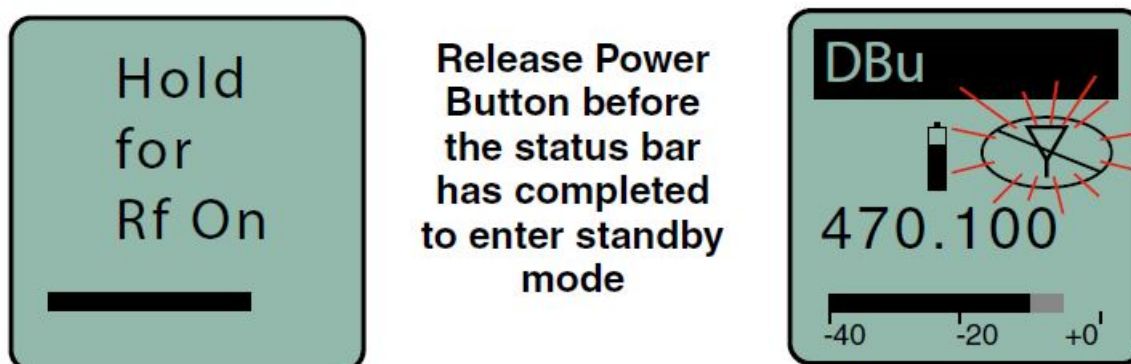 Hold
for
Rf On
Release Power
Button before
the status bar
has completed
to enter standby
mode
DBu
470.100
-40 -20 +0